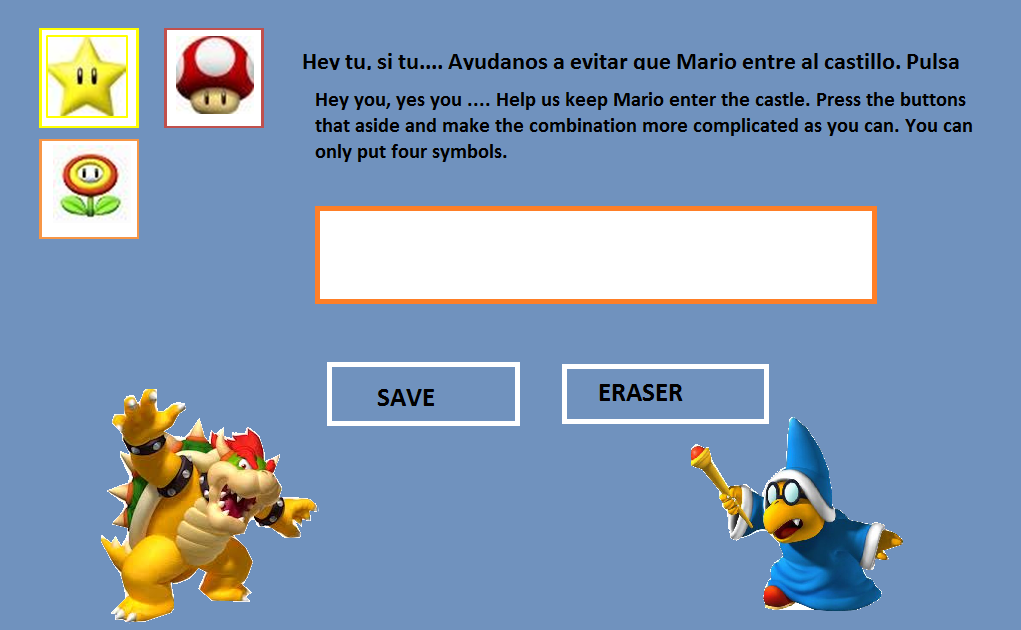 Hey tu, si tu.... Ayudanos a evitar que Mario entre al castillo. Pulsa
Hey you, yes you .... Help us keep Mario enter the castle. Press the buttons
that aside and make the combination more complicated as you can. You can
only put four symbols.
SAVE
ERASER